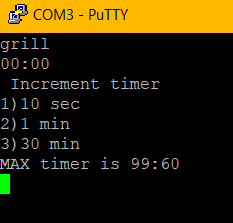 COM3 - PuTTY
grill
00:00
 Increment timer
1)10 sec
2)1 min
3)30 min
MAX timer is 99:60